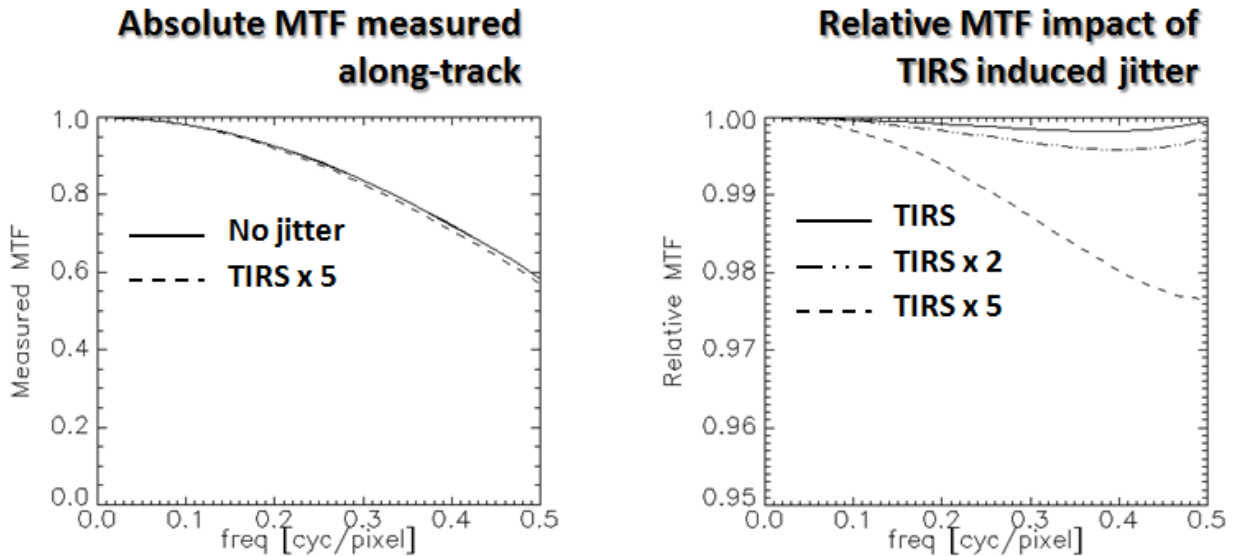 Absolute MTF measured
along-track
1.0
0.8
0.6
0.4
0.2
0.0
Measured MTF
No jitter
TIRS x 5
0.0 0.1 0.2 0.3 0.4 0.5
freq [cyc/pixel]
Relative MTF impact of
TIRS induced jitter
1.00
0.99
0.98
0.97
0.96
0.95
Relative MTF
TIRS
TIRS x 2
TIRS x 5
0.0 0.1 0.2 0.3 0.4 0.5
freq [cyc/pixel]